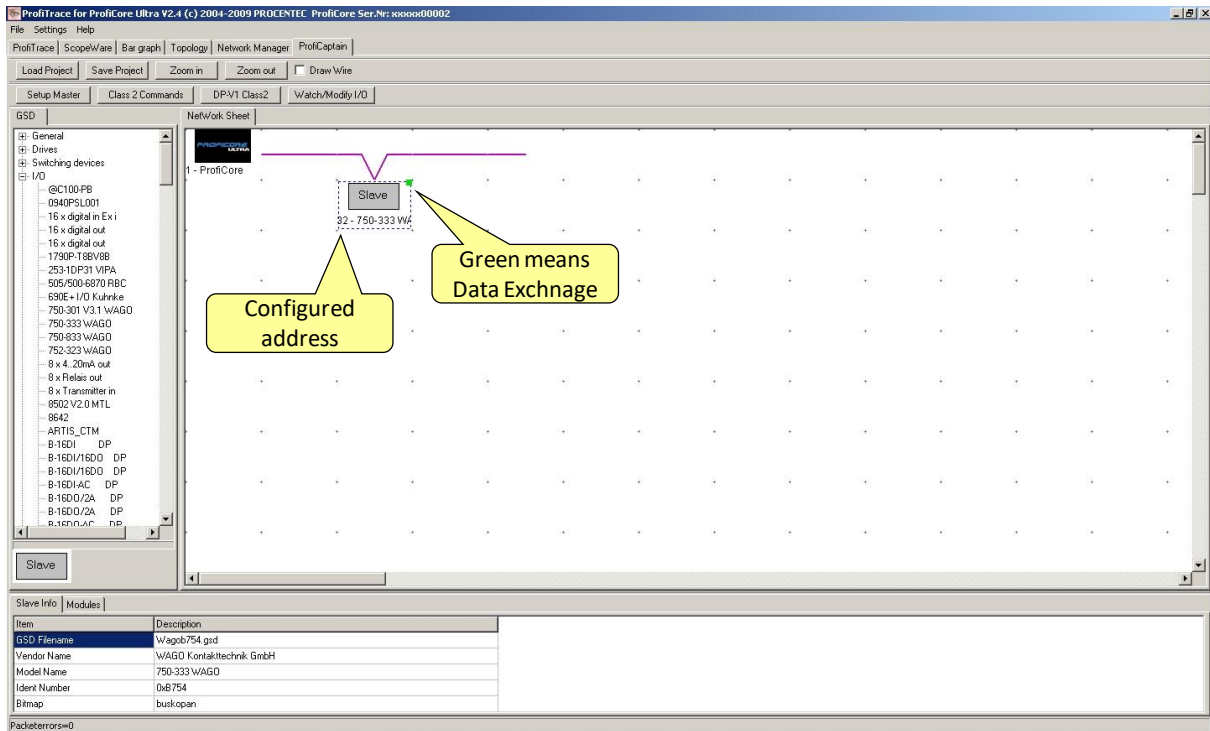 ProfiTrace for ProfiCore Ultra V2.4 (c) 2004-2009 PROCENTEC ProfiCore Ser.Nr: xxxxx00002
File Settings Help
ProfiTrace ScopeWare Bar graph Topology Network Manager ProfiCaptain
Load Project Save Project Zoom in Zoom out Draw Wire
Setup Master Class 2 Commands DP-V1 Class2 Watch/Modify I/O
GSD
NetWork Sheet
General
Drives
Switching devices
I/O
@C100-PB
0940PSL001
16 x digital in Ex i
16 x digital out
16 x digital out
1790P-T8BV8B
253-1DP31 VIPA
505/500-6870 RBC
690E+ I/O Kuhnke
750-301 V3.1 WAGO
750-333 WAGO
750-833 WAGO
752-323 WAGO
8 x 4..20mA out
8 x Relais out
8 x Transmitter in
8502 V2.0 MTL
8642
ARTIS_CTM
B-16DI DP
B-16DI/16DO DP
B-16DI/16DO DP
B-16DI-AC DP
B-16DO/2A DP
B-16DO/2A DP
B-16DO-AC DP
Slave
PROFICORE
ULTRA
1 - ProfiCore
Slave
32 - 750-333 WA
Green means
Data Exchnage
Configured
address
Slave Info Modules
Item Description
GSD Filename Wagob754.gsd
Vendor Name WAGO Kontakttechnik GmbH
Model Name 750-333 WAGO
Ident Number 0xB754
Bitmap buskopan
Packeterrors=0